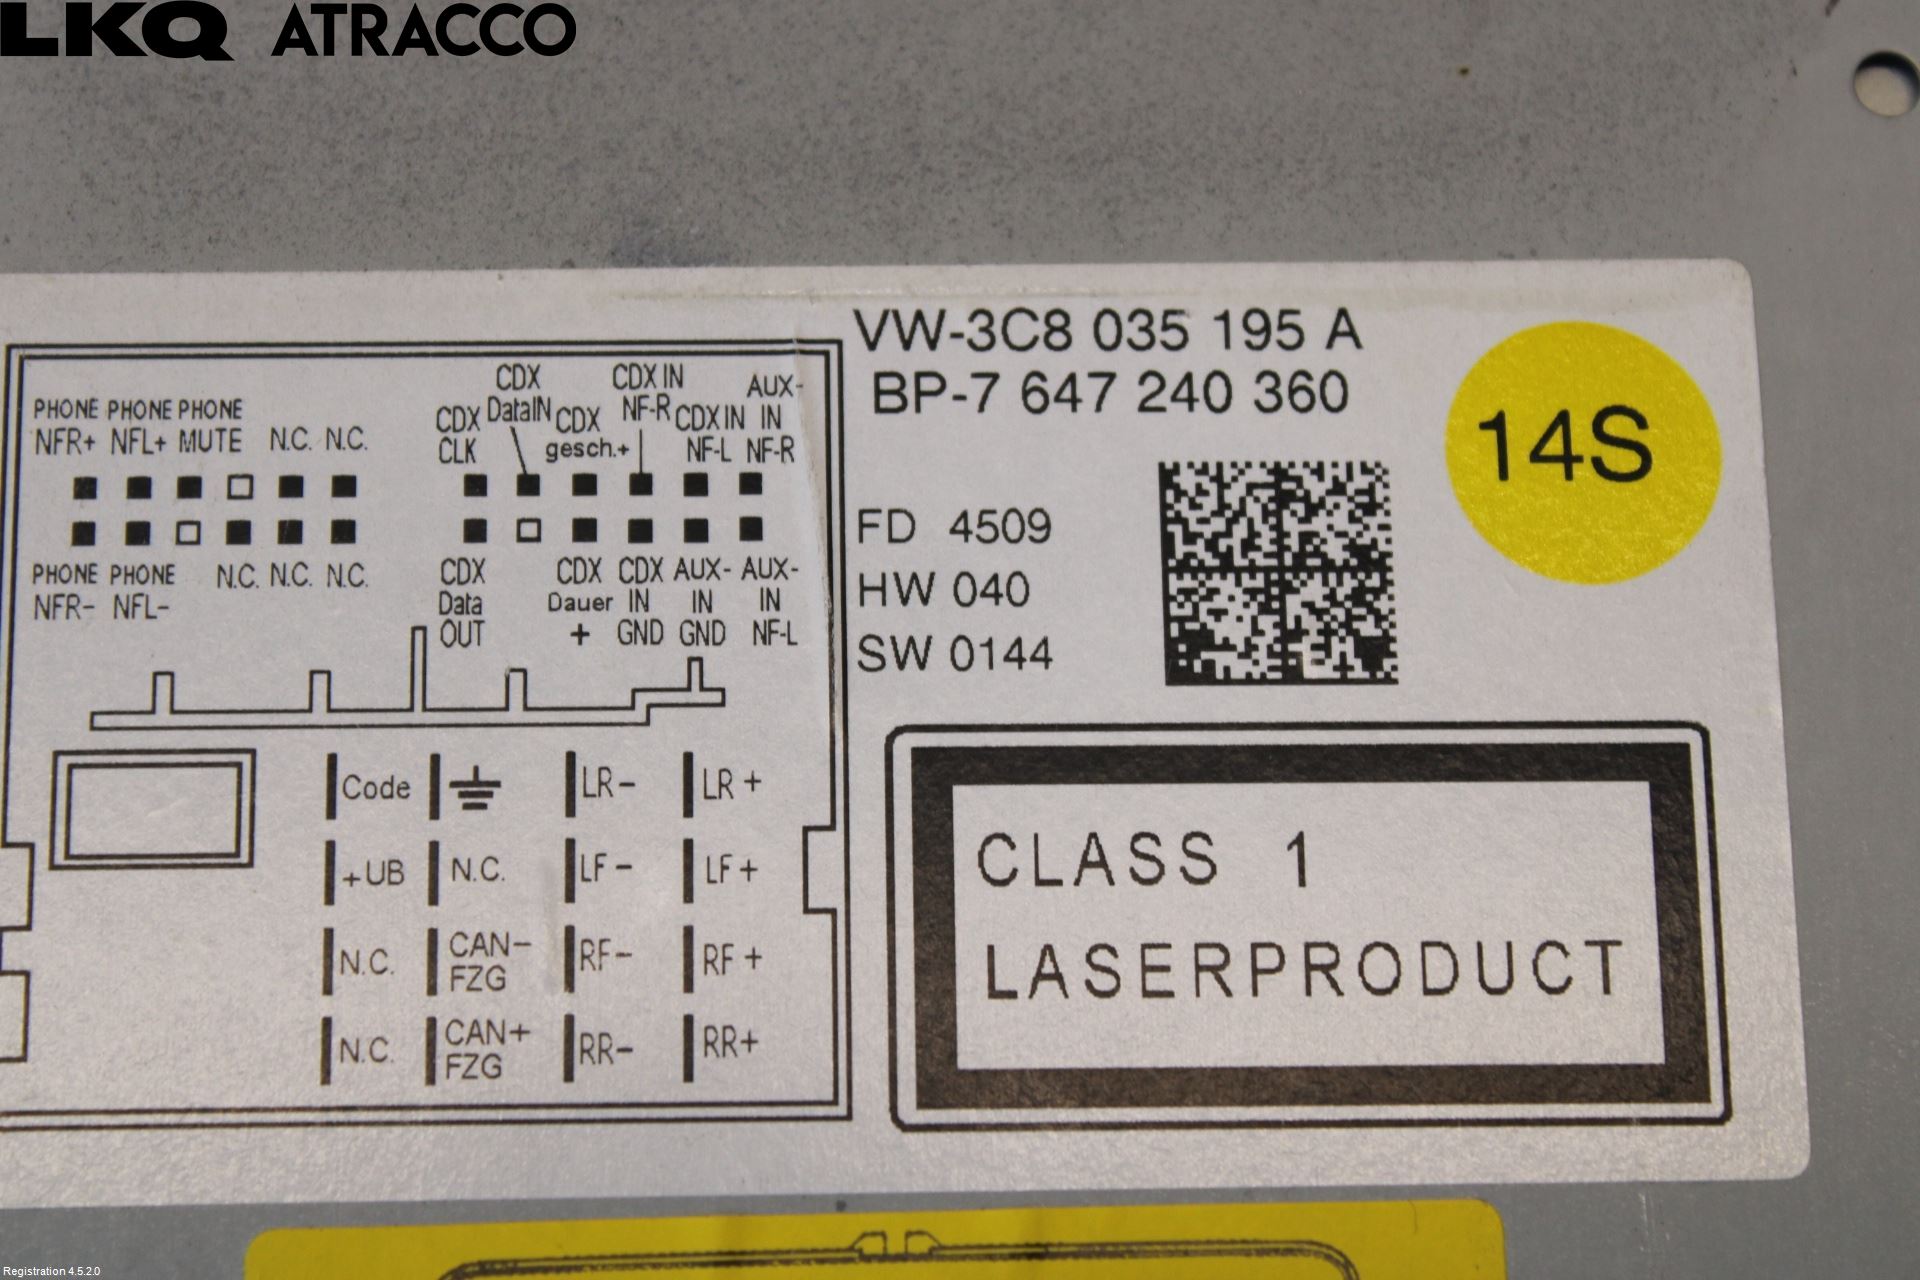 LKQ ATRACCO
VW-3C8 035 195 A
BP-7 647 240 360
14S
FD 4509
HW 040
SW 0144
CDX CDX IN AUX-
PHONE PHONE PHONE CDX DataIN CDX NF-R CDX IN IN
NFR+ NFL+ MUTE N.C. N.C. CLK gesch.+ NF-L NF-R
PHONE PHONE N.C. N.C. N.C. CDX CDX CDX AUX- AUX-
NFR- NFL- Data Dauer IN IN IN
OUT + GND GND NF-L
Code LR- LR+
+UB N.C. LF- LF+
N.C. CAN- RF- RF+
FZG
N.C. CAN+ RR- RR+
FZG
CLASS 1
LASERPRODUCT
Registration 4.5.2.0